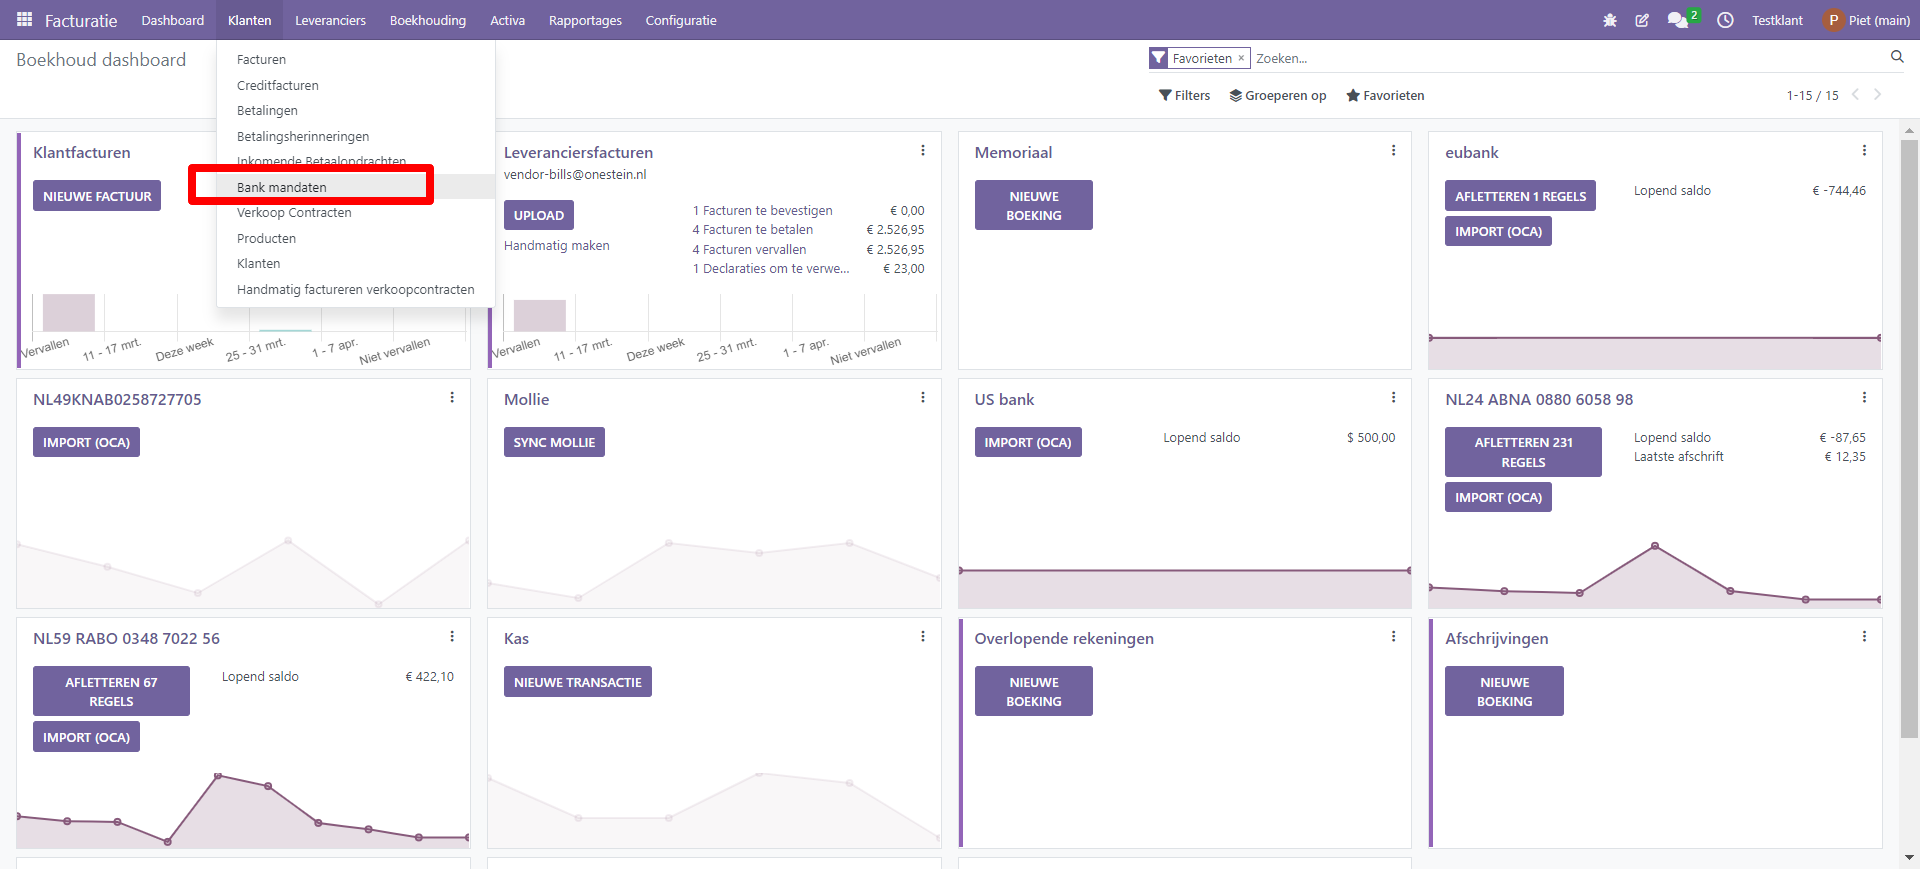 Facturatie Dashboard Klanten Leveranciers Boekhouding Activa Rapportages Configuratie 2 Testklant P Piet (main)
Boekhoud dashboard
Favorieten × Zoeken...
Filters Groeperen op Favorieten
1-15 / 15
Facturen
Creditfacturen
Betalingen
Betalingsherinneringen
Inkomende Betaalopdrachten
Bank mandaten
Verkoop Contracten
Producten
Klanten
Handmatig factureren verkoopcontracten
Klantfacturen
NIEUWE FACTUUR
Vervallen 11 - 17 mrt. Deze week 25 - 31 mrt. 1 - 7 apr. Niet vervallen
Leveranciersfacturen
vendor-bills@onestein.nl
UPLOAD
Handmatig maken
1 Facturen te bevestigen € 0,00
4 Facturen te betalen € 2.526,95
4 Facturen vervallen € 2.526,95
1 Declaraties om te verwe... € 23,00
Vervallen 11 - 17 mrt. Deze week 25 - 31 mrt. 1 - 7 apr. Niet vervallen
Memoriaal
NIEUWE
BOEKING
eubank
AFLETTEREN 1 REGELS
IMPORT (OCA)
Lopend saldo € -744,46
NL49KNAB0258727705
IMPORT (OCA)
Mollie
SYNC MOLLIE
US bank
IMPORT (OCA)
Lopend saldo $ 500,00
NL24 ABNA 0880 6058 98
AFLETTEREN 231
REGELS
IMPORT (OCA)
Lopend saldo € -87,65
Laatste afschrift € 12,35
NL59 RABO 0348 7022 56
AFLETTEREN 67
REGELS
IMPORT (OCA)
Lopend saldo € 422,10
Kas
NIEUWE TRANSACTIE
Overlopende rekeningen
NIEUWE
BOEKING
Afschrijvingen
NIEUWE
BOEKING